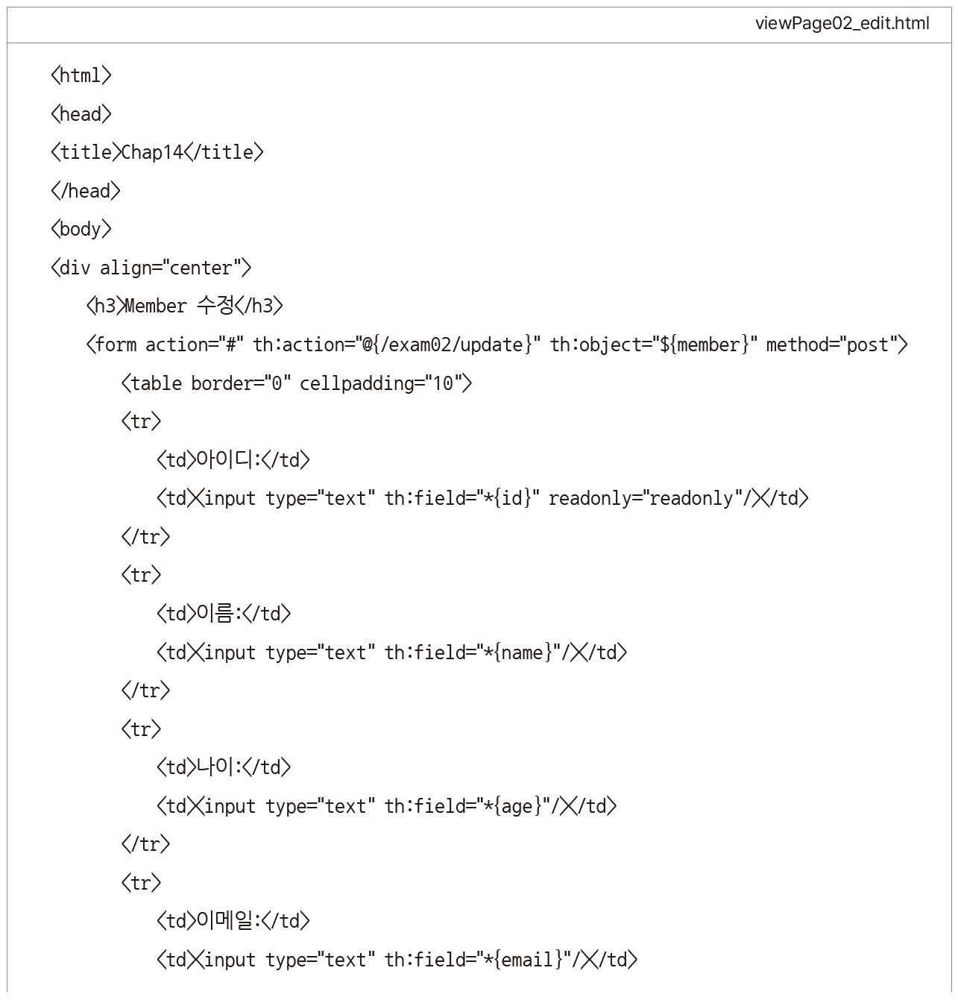 viewPage02_edit.html
<html>
<head>
<title>Chap14</title>
</head>
<body>
<div align="center">
<h3>Member 수정</h3>
<form action="#" th:action="@{/exam02/update}" th:object="${member}" method="post">
<table border="0" cellpadding="10">
<tr>
<td>아이디:</td>
<td><input type="text" th:field="*{id}" readonly="readonly"/></td>
</tr>
<tr>
<td>이름:</td>
<td><input type="text" th:field="*{name}"/></td>
</tr>
<tr>
<td>나이:</td>
<td><input type="text" th:field="*{age}"/></td>
</tr>
<tr>
<td>이메일:</td>
<td><input type="text" th:field="*{email}"/></td>